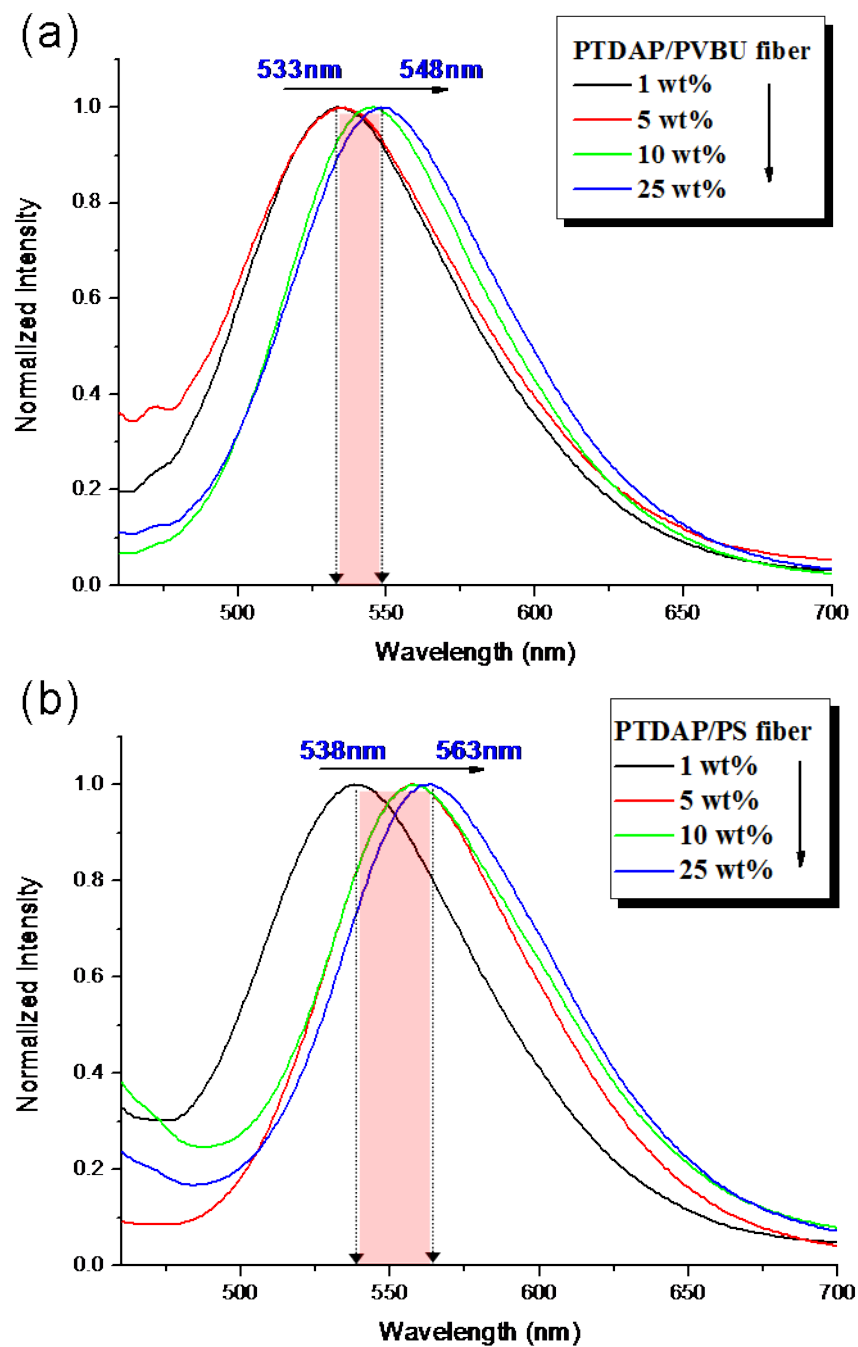 (a)
533nm 548nm
PTDAP/PVBU fiber
1 wt%
5 wt%
10 wt%
25 wt%
1.0
0.8
0.6
0.4
0.2
0.0
Normalized Intensity
500 550 600 650 700
Wavelength (nm)
(b)
538nm 563nm
PTDAP/PS fiber
1 wt%
5 wt%
10 wt%
25 wt%
1.0
0.8
0.6
0.4
0.2
0.0
Normalized Intensity
500 550 600 650 700
Wavelength (nm)